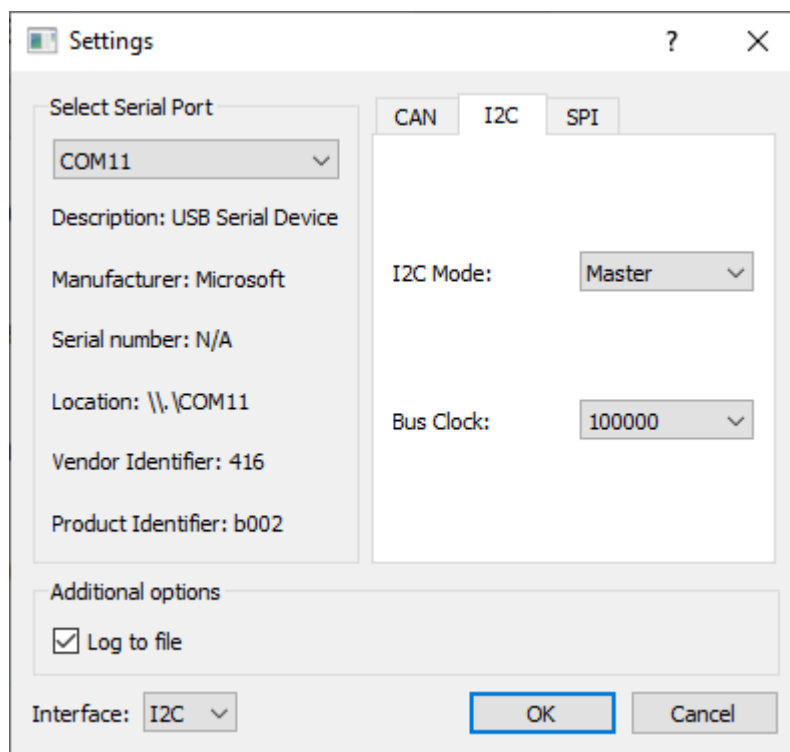 Settings
?
Select Serial Port
COM11
Description: USB Serial Device
Manufacturer: Microsoft
Serial number: N/A
Location: \\.\COM11
Vendor Identifier: 416
Product Identifier: b002
CAN I2C SPI
I2C Mode: Master
Bus Clock: 100000
Additional options
Log to file
Interface: I2C
OK
Cancel